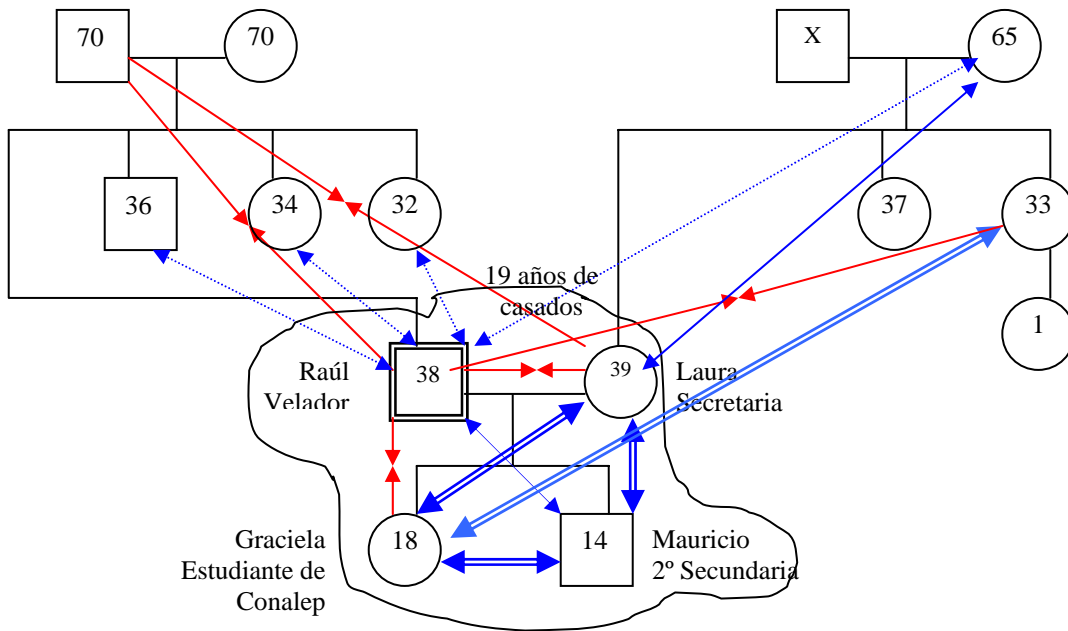 70
70
X
65
36
34
32
37
33
19 años de
casados
1
Raúl
Velador
38
39
Laura
Secretaria
Graciela
Estudiante de
Conalep
18
14
Mauricio
2º Secundaria